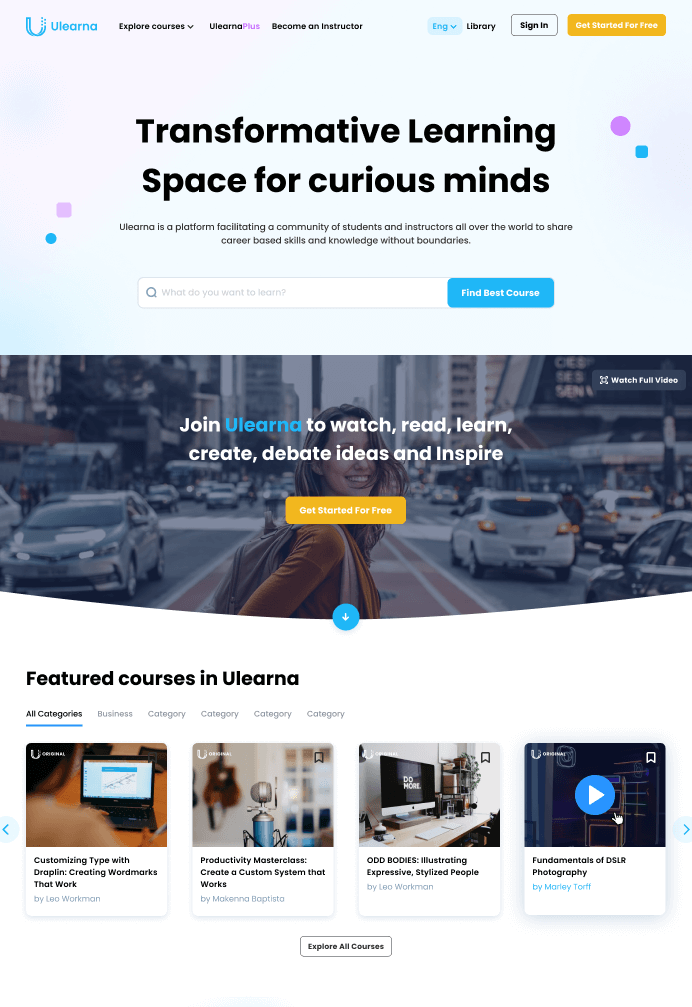 Ulearna
Explore courses
UlearnaPlus
Become an Instructor
Eng
Library
Sign In
Get Started For Free
Transformative Learning
Space for curious minds
Ulearna is a platform facilitating a community of students and instructors all over the world to share
career based skills and knowledge without boundaries.
What do you want to learn?
Find Best Course
Watch Full Video
Join Ulearna to watch, read, learn,
create, debate ideas and Inspire
Get Started For Free
Featured courses in Ulearna
All Categories
Business
Category
Category
Category
Category
ORIGINAL
ORIGINAL
ORIGINAL
DO
MORE.
ORIGINAL
Customizing Type with
Draplin: Creating Wordmarks
That Work
by Leo Workman
Productivity Masterclass:
Create a Custom System that
Works
by Makenna Baptista
ODD BODIES: Illustrating
Expressive, Stylized People
by Leo Workman
Fundamentals of DSLR
Photography
by Marley Torff
Explore All Courses